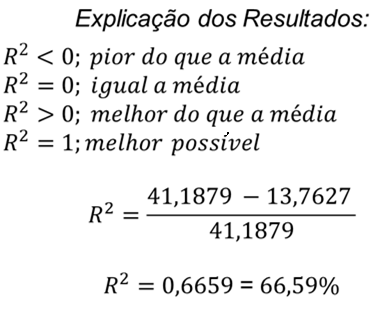 Explicação dos Resultados:
R² < 0; pior do que a média
R² = 0; igual a média
R² > 0; melhor do que a média
R² = 1; melhor possível
R² = (41,1879 − 13,7627) / 41,1879
R² = 0,6659 = 66,59%